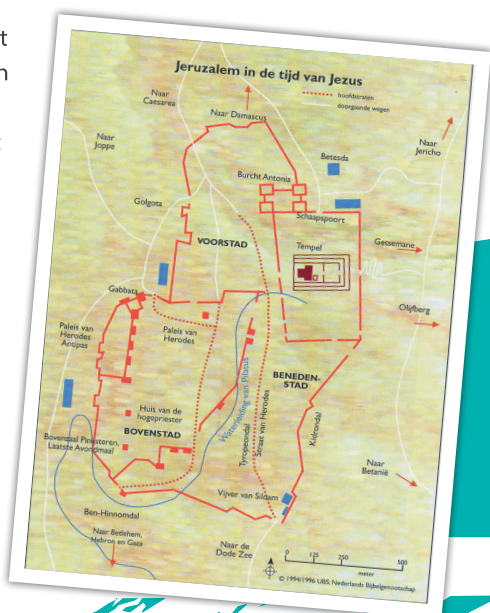 t
n
Jeruzalem in de tijd van Jezus
hoofdstraten
doorgaande wegen
Naar
Caesarea
Naar Damascus
Naar
Joppe
Naar
Jericho
Betesda
Burcht Antonia
Golgota
Schaapspoort
VOORSTAD
Tempel
Getsemane
Gabbata
Olijfberg
Paleis van
Herodes
Antipas
Paleis van
Herodes
BENEDEN-
STAD
Waterleiding van Pilatus
Tyropeondal
Straat van Herodes
Kidrondal
Huis van de
hogepriester
BOVENSTAD
Bovenzaal Pinksteren,
Laatste Avondmaal
Naar
Betanië
Vijver van Siloam
Ben-Hinnomdal
Naar Betlehem,
Hebron en Gaza
Naar de
Dode Zee
0 125 250 500
meter
© 1994/1996 UBS; Nederlands Bijbelgenootschap